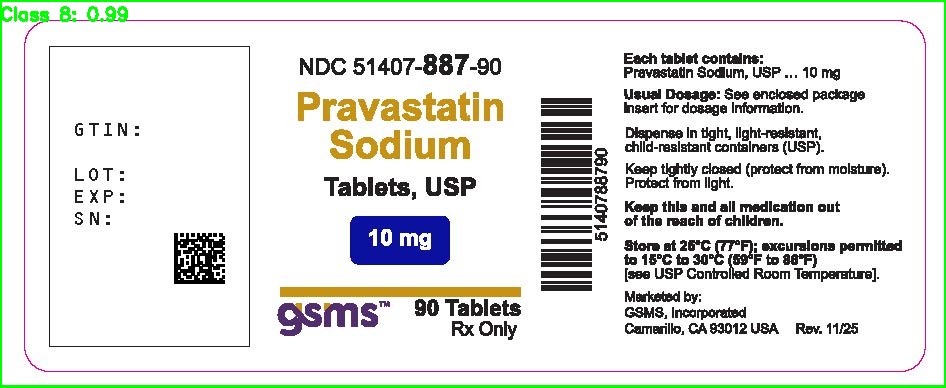 Class 8: 0.99
GTIN:
LOT:
EXP:
SN:
NDC 51407-887-90
Pravastatin
Sodium
Tablets, USP
10 mg
gsms™
90 Tablets
Rx Only
5140788790
Each tablet contains:
Pravastatin Sodium, USP ... 10 mg
Usual Dosage: See enclosed package
insert for dosage information.
Dispense in tight, light-resistant,
child-resistant containers (USP).
Keep tightly closed (protect from moisture).
Protect from light.
Keep this and all medication out
of the reach of children.
Store at 25°C (77°F); excursions permitted
to 15°C to 30°C (59°F to 86°F)
[see USP Controlled Room Temperature].
Marketed by:
GSMS, Incorporated
Camarillo, CA 93012 USA Rev. 11/25